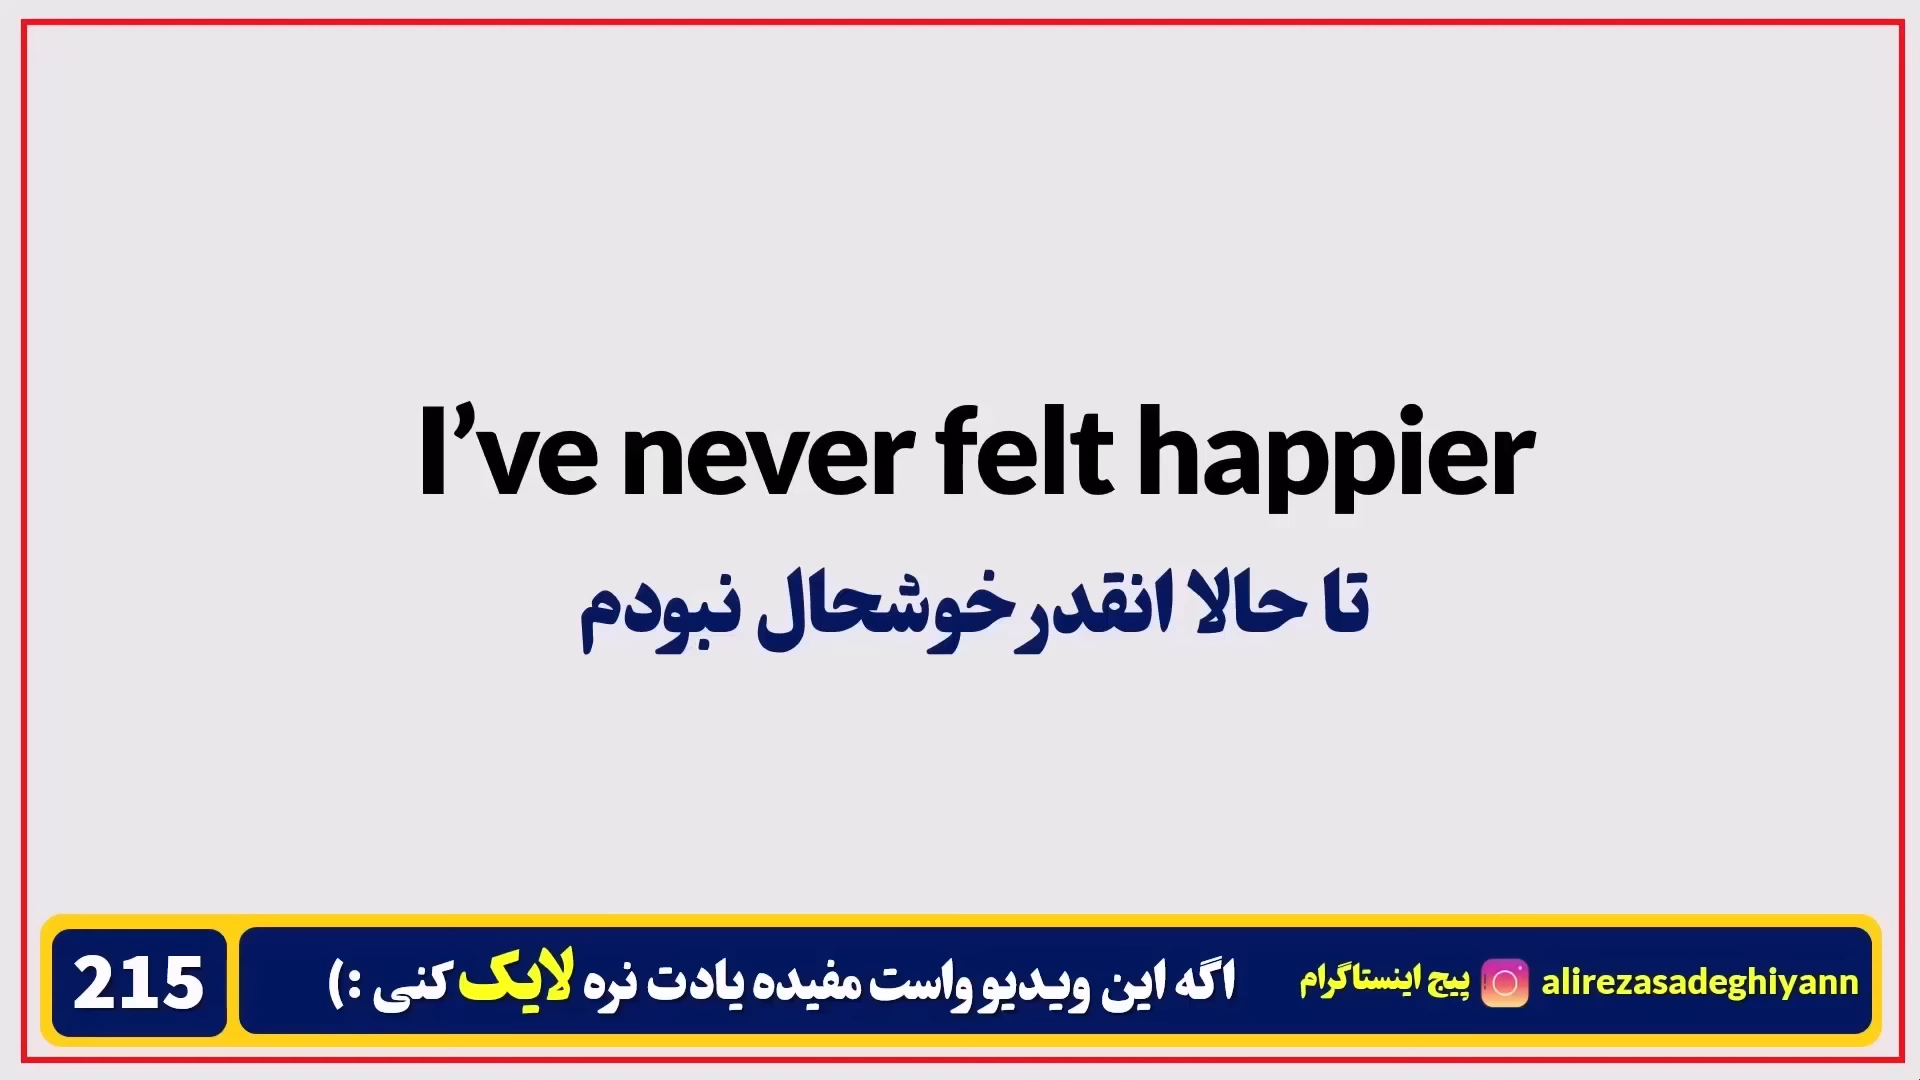 I've never felt happier
تا حالا انقدر خوشحال نبودم
215
اگه این ویدیو واست مفیده یادت نره لایک کنی :)
پیج اینستاگرام
alirezasadeghiyann